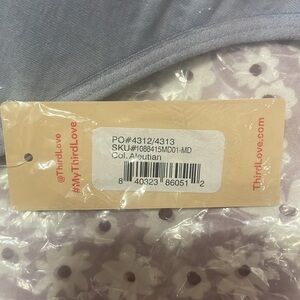 @ThirdLove
#MyThirdLove
PO#4312/4313
SKU#1088415MD01-MD
Col.Aleutian
8 40323 86051 2
ThirdLove.com